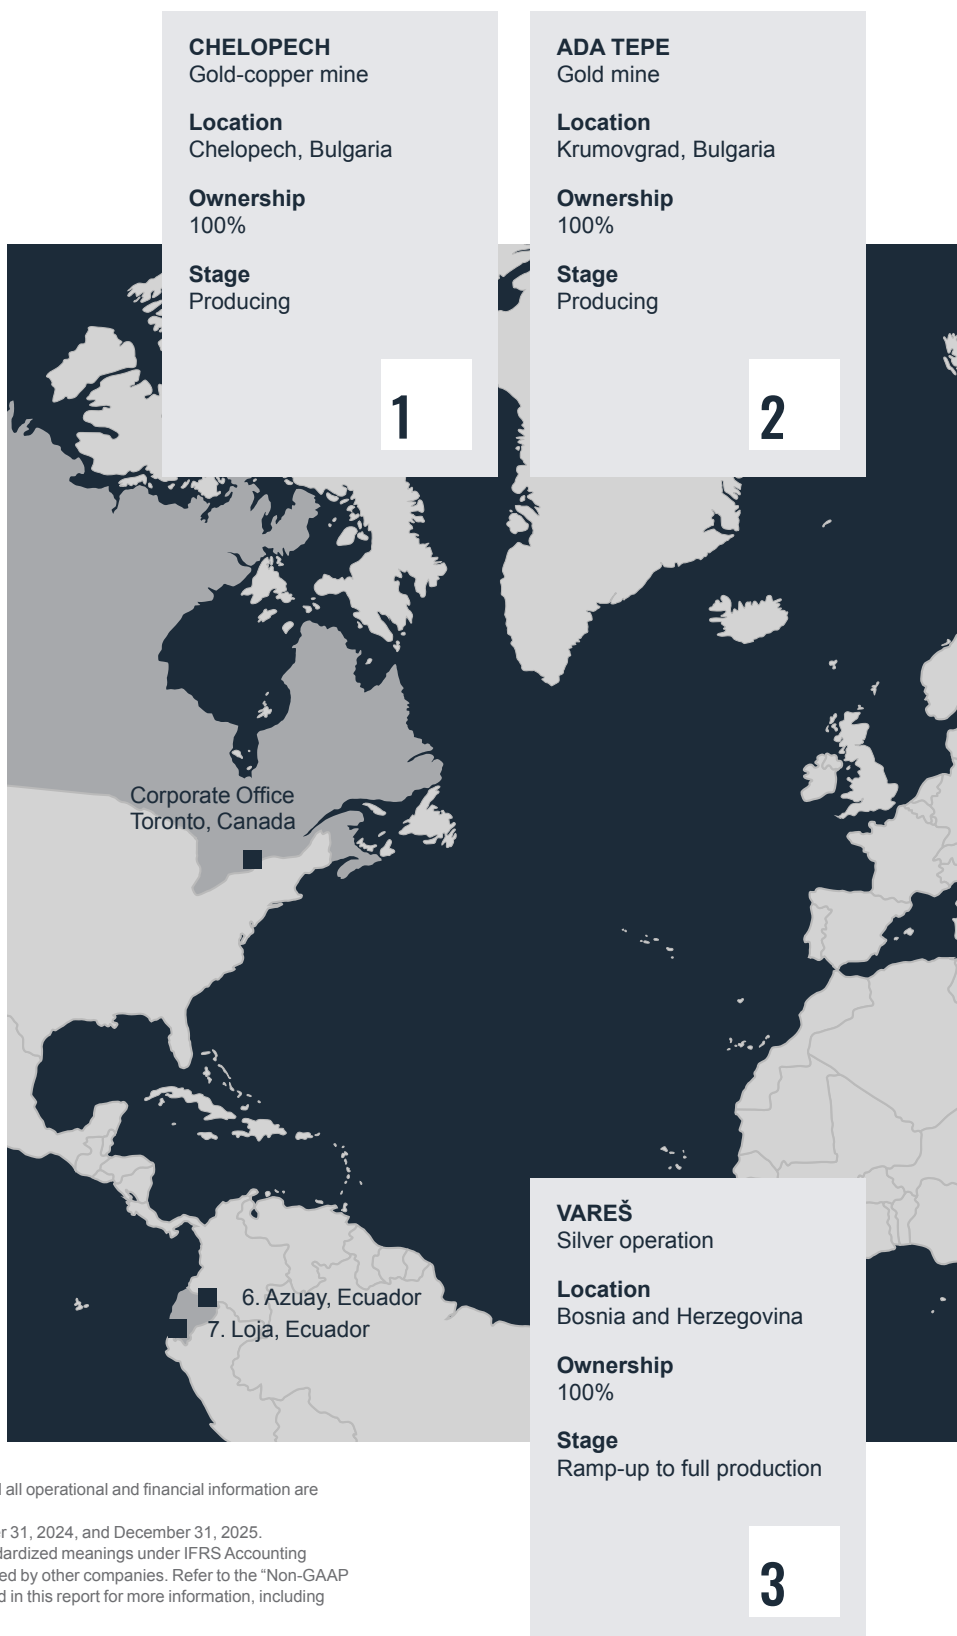 CHELOPECH
Gold-copper mine
Location
Chelopech, Bulgaria
Ownership
100%
Stage
Producing
1
ADA TEPE
Gold mine
Location
Krumovgrad, Bulgaria
Ownership
100%
Stage
Producing
2
Corporate Office
Toronto, Canada
6. Azuay, Ecuador
7. Loja, Ecuador
VAREŠ
Silver operation
Location
Bosnia and Herzegovina
Ownership
100%
Stage
Ramp-up to full production
3
all operational and financial information are
31, 2024, and December 31, 2025.
meanings under IFRS Accounting
by other companies. Refer to the “Non-GAAP
in this report for more information, including